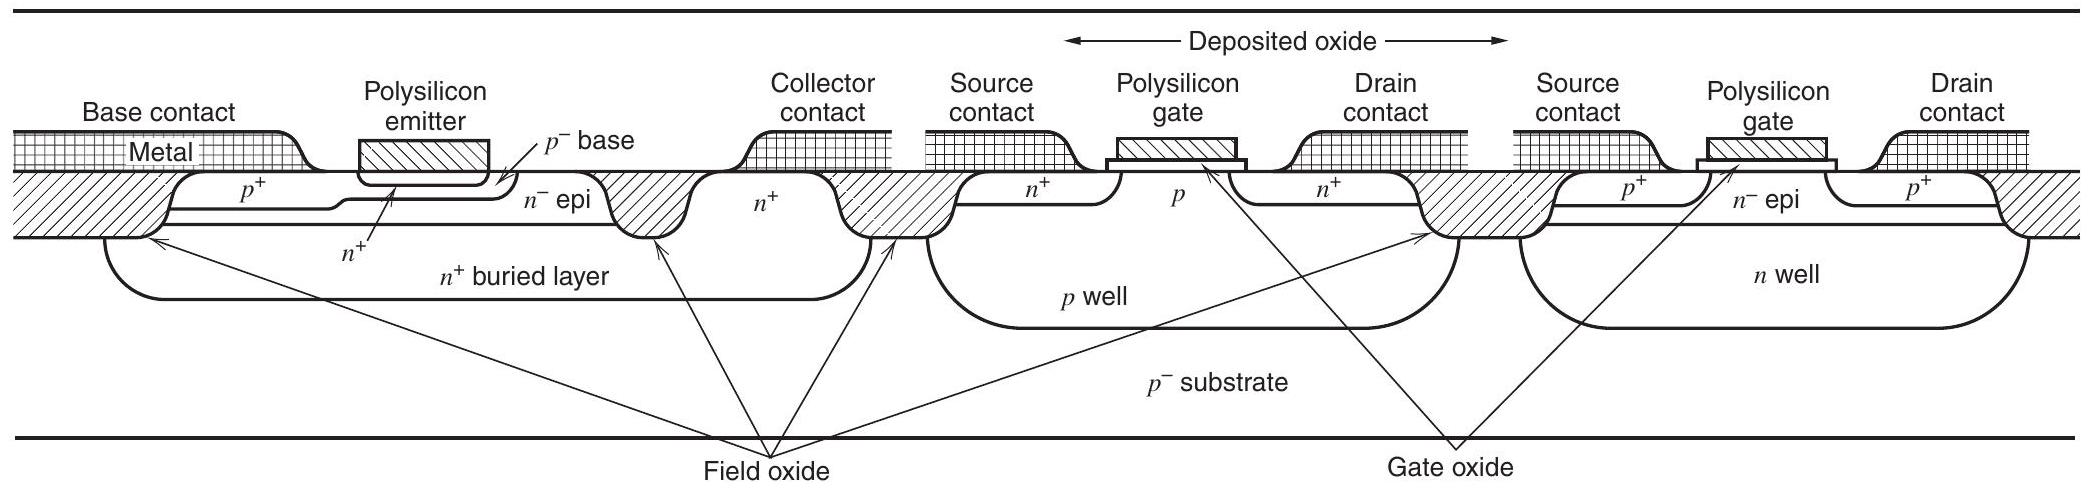 Deposited oxide
Base contact
Polysilicon
emitter
Collector
contact
Source
contact
Polysilicon
gate
Drain
contact
Source
contact
Polysilicon
gate
Drain
contact
Metal
p⁻ base
p⁺
n⁻ epi
n⁺
n⁺
p
n⁺
p⁺
n⁻ epi
p⁺
n⁺
n⁺ buried layer
p well
n well
p⁻ substrate
Field oxide
Gate oxide